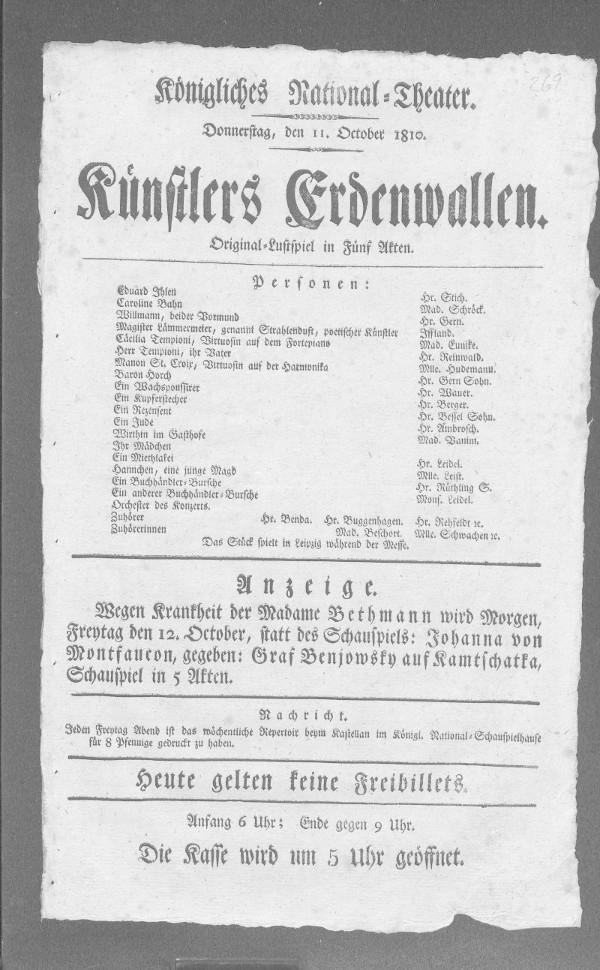 269
Königliches National-Theater.
Donnerstag, den 11. October 1810.
Künstlers Erdenwallen.
Original-Lustspiel in Fünf Akten.
Personen:
Eduard Ihlen Hr. Stich.
Caroline Bahn Mad. Schröck.
Willmann, beider Vormund Hr. Gern.
Magister Lämmermeier, genannt Strahlenduft, poetischer Künstler Iffland.
Cäcilia Tempioni, Virtuosin auf dem Fortepiano Mad. Eunike.
Herr Tempioni, ihr Vater Hr. Reinwald.
Manon St. Croix, Virtuosin auf der Harmonika Mlle. Hudemann.
Baron Horch Hr. Gern Sohn.
Ein Wachspoussirer Hr. Wauer.
Ein Kupferstecher Hr. Berger.
Ein Rezensent Hr. Bessel Sohn.
Ein Jude Hr. Ambrosch.
Wirthin im Gasthofe Mad. Vanini.
Ihr Mädchen
Ein Miethlakei Hr. Leidel.
Hannchen, eine junge Magd Mlle. Leist.
Ein Buchhändler-Bursche Hr. Rüthling S.
Ein anderer Buchhändler-Bursche Mons. Leidel.
Orchester des Konzerts.
Zuhörer Hr. Benda. Hr. Buggenhagen. Hr. Rehfeldt ꝛc.
Zuhörerinnen Mad. Beschort. Mlle. Schwachen ꝛc.
Das Stück spielt in Leipzig während der Messe.
Anzeige.
Wegen Krankheit der Madame Bethmann wird Morgen,
Freytag den 12. October, statt des Schauspiels: Johanna von
Montfaucon, gegeben: Graf Benjowsky auf Kamtschatka,
Schauspiel in 5 Akten.
Nachricht.
Jeden Freytag Abend ist das wöchentliche Repertoir beym Kastellan im Königl. National-Schauspielhause
für 8 Pfennige gedruckt zu haben.
Heute gelten keine Freibillets.
Anfang 6 Uhr; Ende gegen 9 Uhr.
Die Kasse wird um 5 Uhr geöffnet.